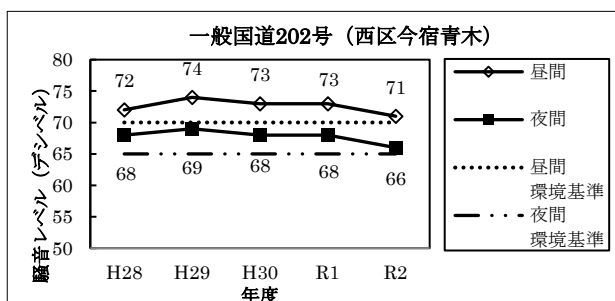 一般国道202号（西区今宿青木）
騒音レベル（デシベル）
80
75
70
65
60
55
50
72
74
73
73
71
68
69
68
68
66
H28
H29
H30
R1
R2
年度
昼間
夜間
昼間
環境基準
夜間
環境基準